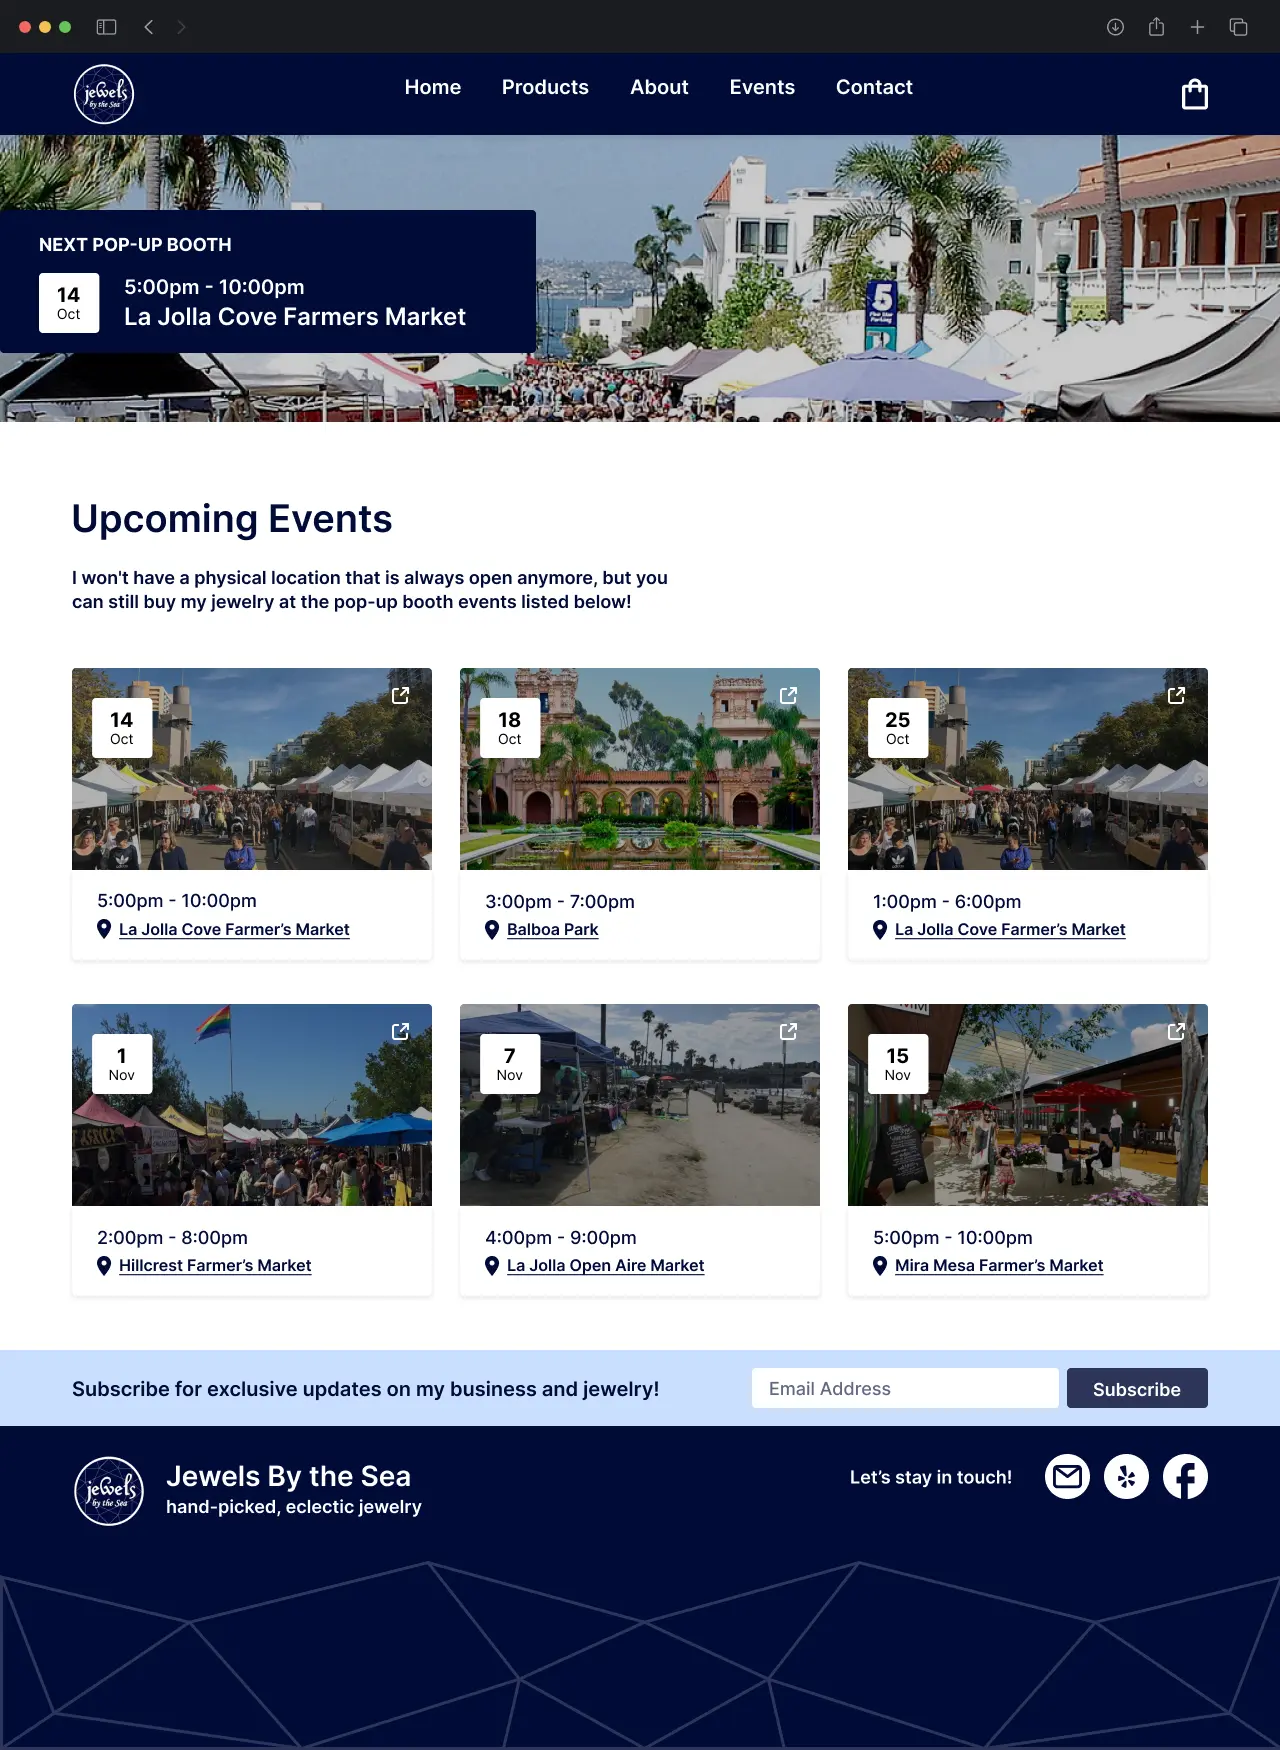 jewels
by the Sea
Home
Products
About
Events
Contact
NEXT POP-UP BOOTH
14
Oct
5:00pm - 10:00pm
La Jolla Cove Farmers Market
5
Five Star
Parking
P
Upcoming Events
I won't have a physical location that is always open anymore, but you
can still buy my jewelry at the pop-up booth events listed below!
14
Oct
adidas
5:00pm - 10:00pm
La Jolla Cove Farmer’s Market
18
Oct
3:00pm - 7:00pm
Balboa Park
25
Oct
adidas
1:00pm - 6:00pm
La Jolla Cove Farmer’s Market
1
Nov
2:00pm - 8:00pm
Hillcrest Farmer’s Market
7
Nov
4:00pm - 9:00pm
La Jolla Open Aire Market
15
Nov
5:00pm - 10:00pm
Mira Mesa Farmer’s Market
Subscribe for exclusive updates on my business and jewelry!
Email Address
Subscribe
jewels
by the Sea
Jewels By the Sea
hand-picked, eclectic jewelry
Let’s stay in touch!